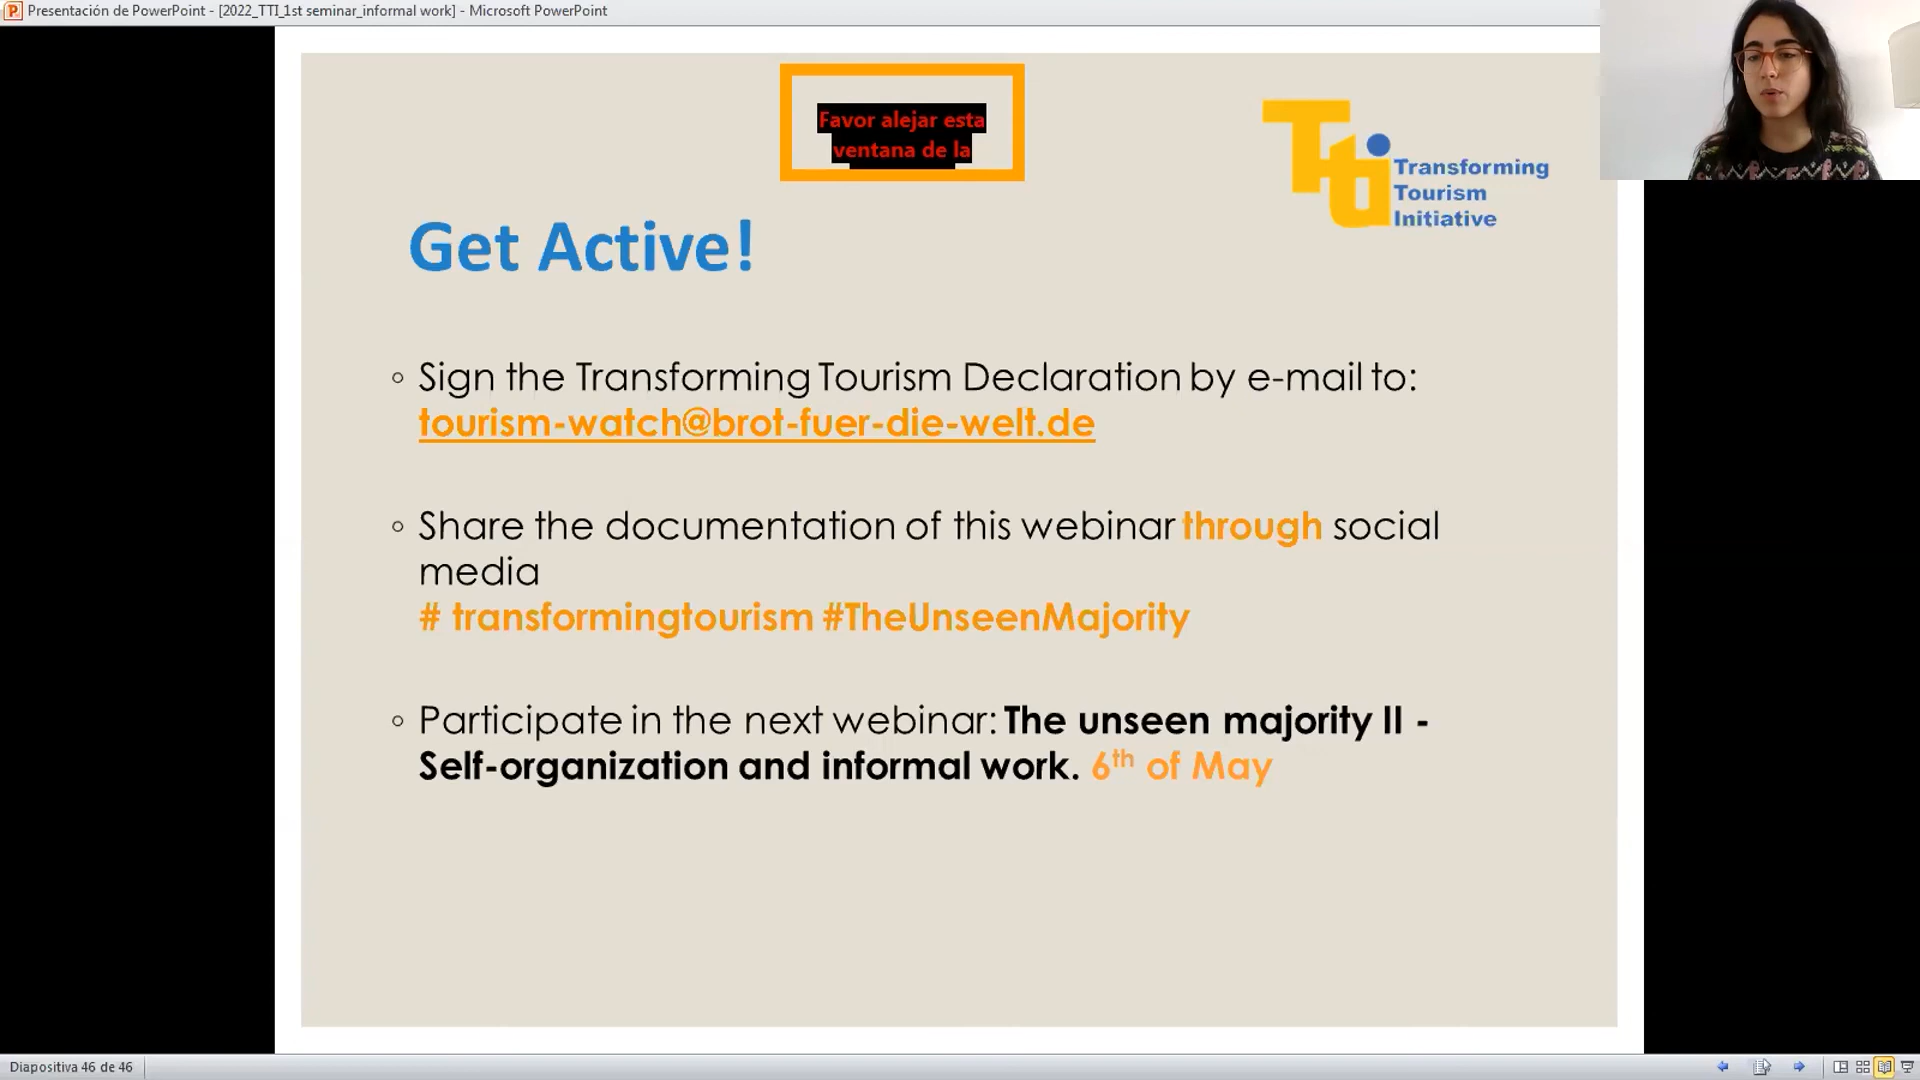 Presentación de PowerPoint - [2022_TTI_1st seminar_informal work] - Microsoft PowerPoint
Favor alejar esta
ventana de la
Tti
Transforming
Tourism
Initiative
Get Active!
◦ Sign the Transforming Tourism Declaration by e-mail to:
tourism-watch@brot-fuer-die-welt.de
◦ Share the documentation of this webinar through social
media
# transformingtourism #TheUnseenMajority
◦ Participate in the next webinar: The unseen majority II -
Self-organization and informal work. 6th of May
Diapositiva 46 de 46